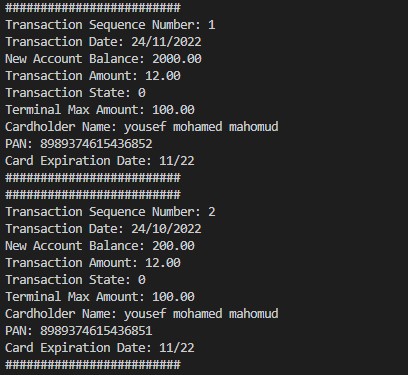 #########################
Transaction Sequence Number: 1
Transaction Date: 24/11/2022
New Account Balance: 2000.00
Transaction Amount: 12.00
Transaction State: 0
Terminal Max Amount: 100.00
Cardholder Name: yousef mohamed mahomud
PAN: 8989374615436852
Card Expiration Date: 11/22
#########################
#########################
Transaction Sequence Number: 2
Transaction Date: 24/10/2022
New Account Balance: 200.00
Transaction Amount: 12.00
Transaction State: 0
Terminal Max Amount: 100.00
Cardholder Name: yousef mohamed mahomud
PAN: 8989374615436851
Card Expiration Date: 11/22
#########################